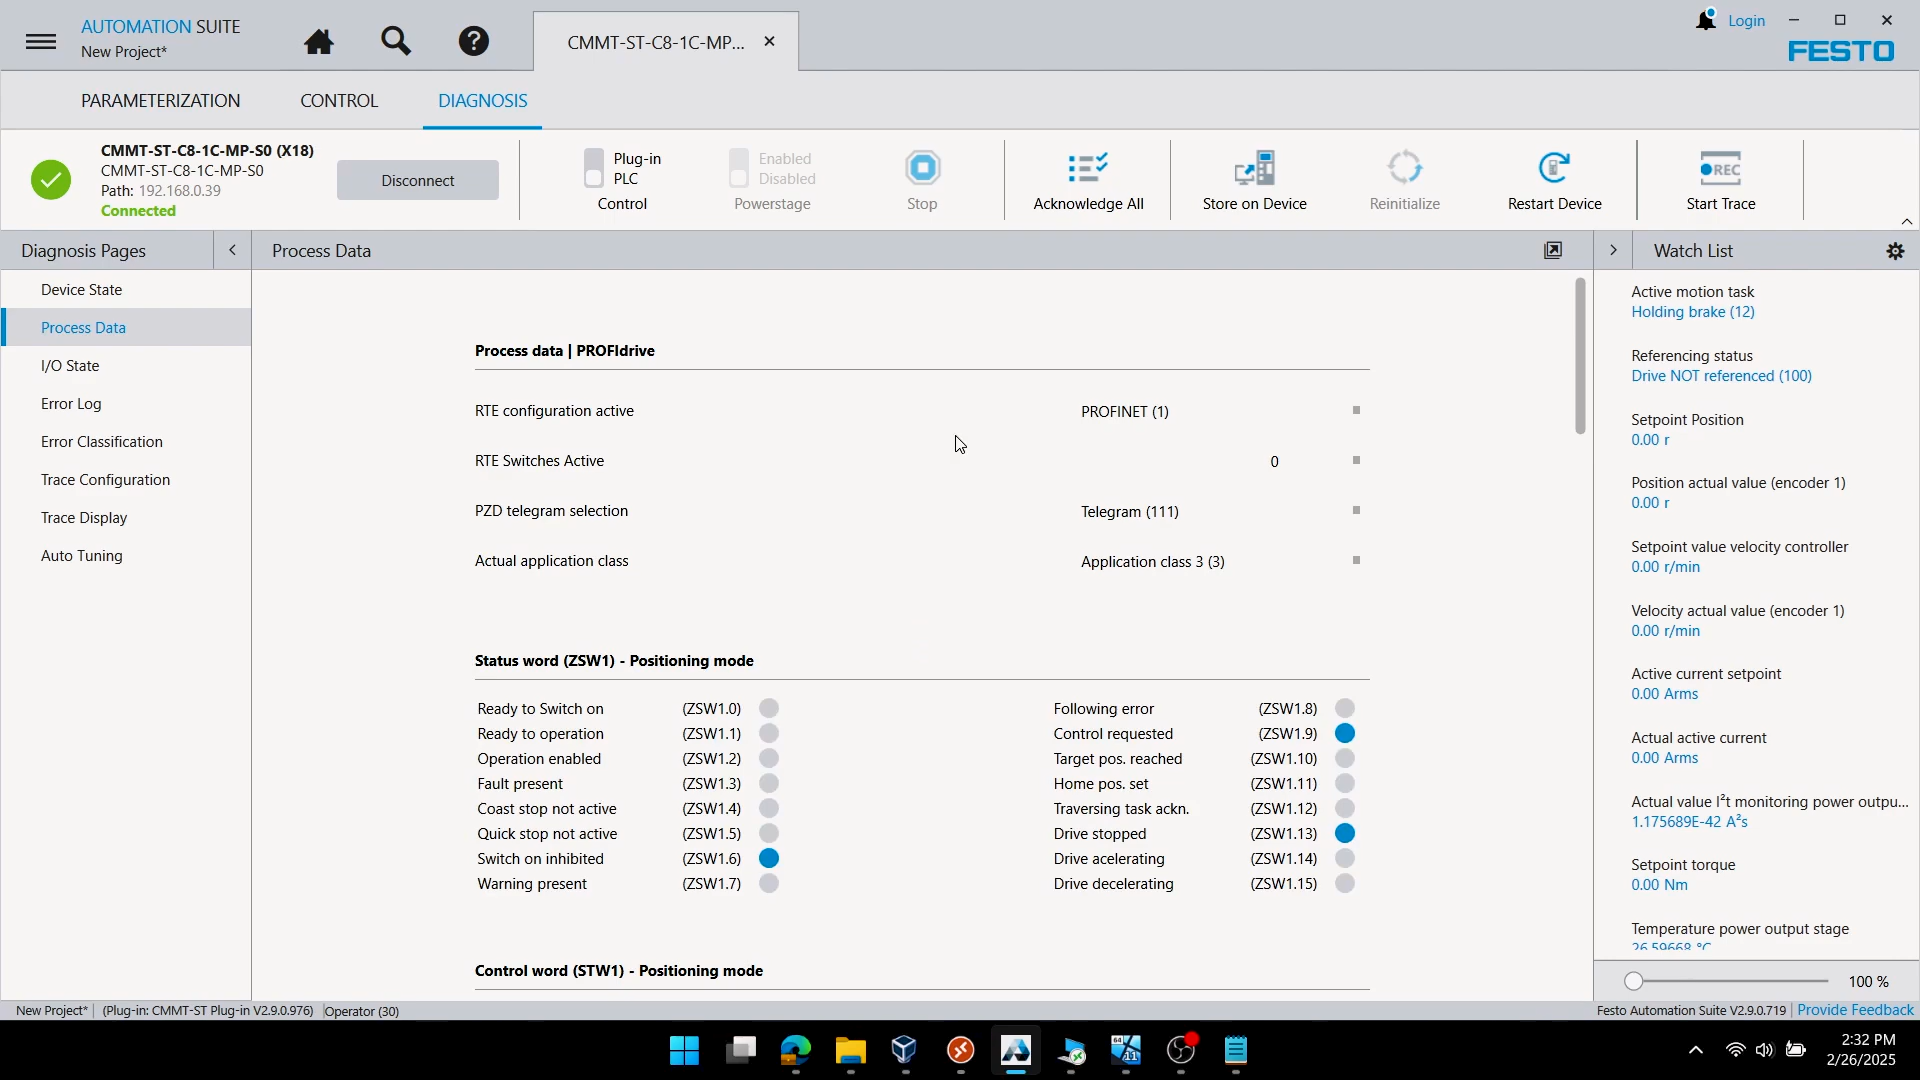 AUTOMATION SUITE
New Project*
CMMT-ST-C8-1C-MP...
Login
FESTO
PARAMETERIZATION
CONTROL
DIAGNOSIS
CMMT-ST-C8-1C-MP-S0 (X18)
CMMT-ST-C8-1C-MP-S0
Path: 192.168.0.39
Connected
Disconnect
Plug-in
PLC
Control
Enabled
Disabled
Powerstage
Stop
Acknowledge All
Store on Device
Reinitialize
Restart Device
REC
Start Trace
Diagnosis Pages
Process Data
Watch List
Device State
Process Data
I/O State
Error Log
Error Classification
Trace Configuration
Trace Display
Auto Tuning
Process data | PROFIdrive
RTE configuration active PROFINET (1)
RTE Switches Active 0
PZD telegram selection Telegram (111)
Actual application class Application class 3 (3)
Status word (ZSW1) - Positioning mode
Ready to Switch on (ZSW1.0)
Ready to operation (ZSW1.1)
Operation enabled (ZSW1.2)
Fault present (ZSW1.3)
Coast stop not active (ZSW1.4)
Quick stop not active (ZSW1.5)
Switch on inhibited (ZSW1.6)
Warning present (ZSW1.7)
Following error (ZSW1.8)
Control requested (ZSW1.9)
Target pos. reached (ZSW1.10)
Home pos. set (ZSW1.11)
Traversing task ackn. (ZSW1.12)
Drive stopped (ZSW1.13)
Drive acelerating (ZSW1.14)
Drive decelerating (ZSW1.15)
Control word (STW1) - Positioning mode
Active motion task
Holding brake (12)
Referencing status
Drive NOT referenced (100)
Setpoint Position
0.00 r
Position actual value (encoder 1)
0.00 r
Setpoint value velocity controller
0.00 r/min
Velocity actual value (encoder 1)
0.00 r/min
Active current setpoint
0.00 Arms
Actual active current
0.00 Arms
Actual value I²t monitoring power outpu...
1.175689E-42 A²s
Setpoint torque
0.00 Nm
Temperature power output stage
26.59668 °C
100 %
New Project* | (Plug-in: CMMT-ST Plug-in V2.9.0.976) | Operator (30)
Festo Automation Suite V2.9.0.719 | Provide Feedback
64
11
2:32 PM
2/26/2025